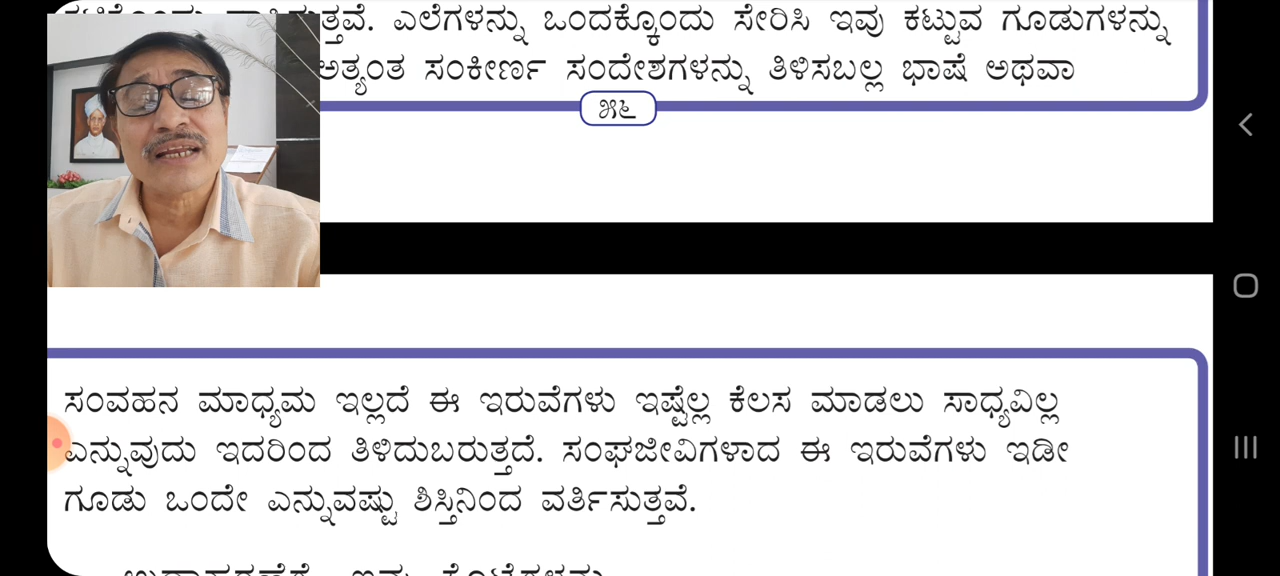 ತ್ತವೆ. ಎಲೆಗಳನ್ನು ಒಂದಕ್ಕೊಂದು ಸೇರಿಸಿ ಇವು ಕಟ್ಟುವ ಗೂಡುಗಳನ್ನು
ಅತ್ಯಂತ ಸಂಕೀರ್ಣ ಸಂದೇಶಗಳನ್ನು ತಿಳಿಸಬಲ್ಲ ಭಾಷೆ ಅಥವಾ
೫೬
ಸಂವಹನ ಮಾಧ್ಯಮ ಇಲ್ಲದೆ ಈ ಇರುವೆಗಳು ಇಷ್ಟೆಲ್ಲ ಕೆಲಸ ಮಾಡಲು ಸಾಧ್ಯವಿಲ್ಲ
ಎನ್ನುವುದು ಇದರಿಂದ ತಿಳಿದುಬರುತ್ತದೆ. ಸಂಘಜೀವಿಗಳಾದ ಈ ಇರುವೆಗಳು ಇಡೀ
ಗೂಡು ಒಂದೇ ಎನ್ನುವಷ್ಟು ಶಿಸ್ತಿನಿಂದ ವರ್ತಿಸುತ್ತವೆ.